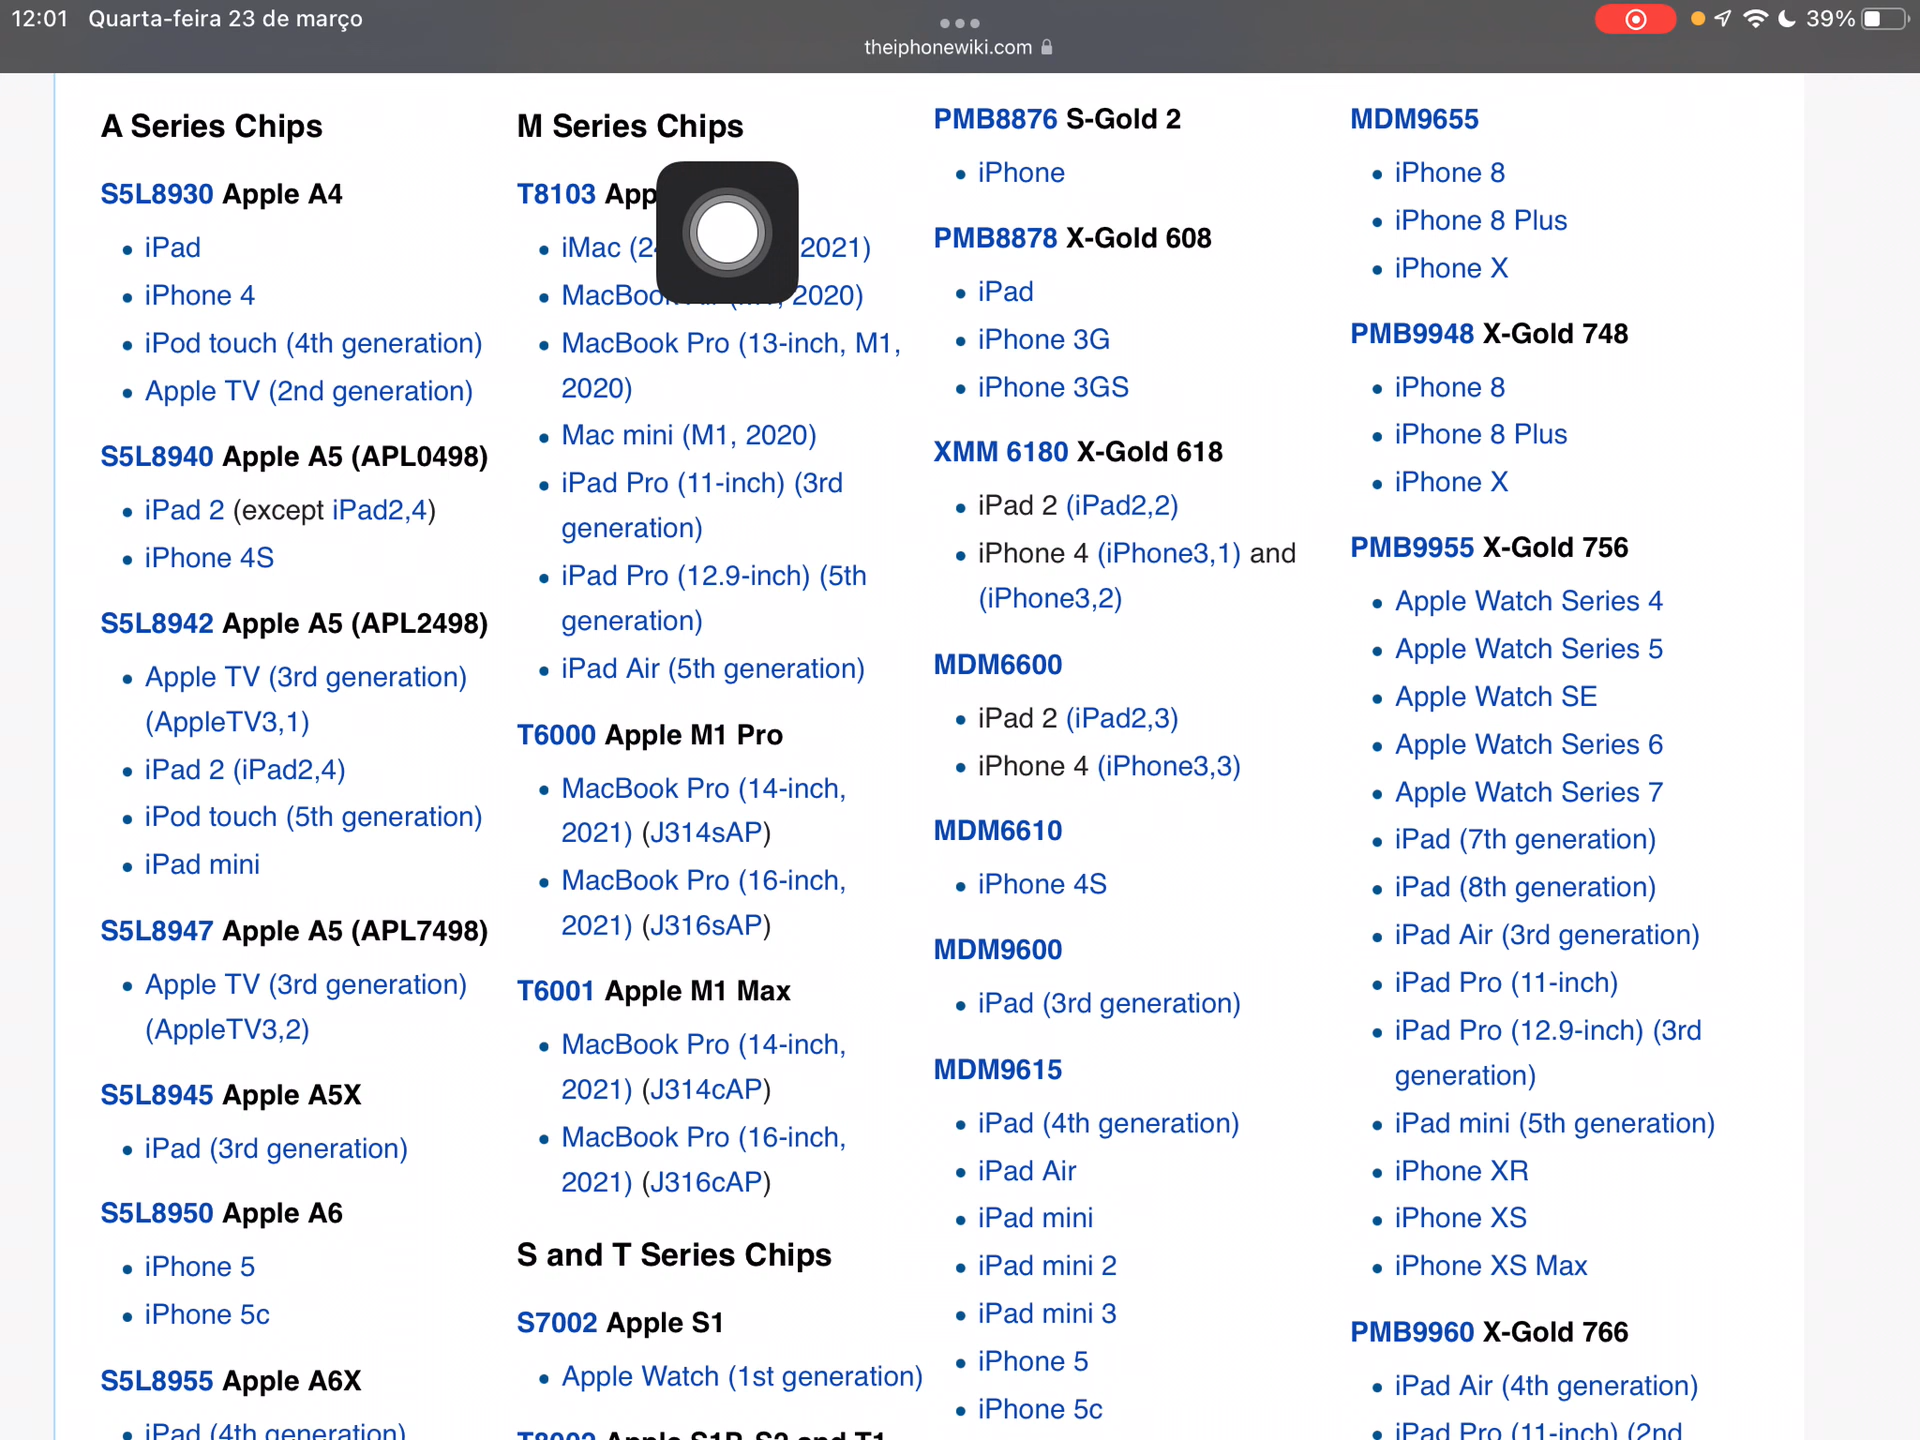 12:01 Quarta-feira 23 de março
39%
theiphonewiki.com
A Series Chips
S5L8930 Apple A4
iPad
iPhone 4
iPod touch (4th generation)
Apple TV (2nd generation)
S5L8940 Apple A5 (APL0498)
iPad 2 (except iPad2,4)
iPhone 4S
S5L8942 Apple A5 (APL2498)
Apple TV (3rd generation)
(AppleTV3,1)
iPad 2 (iPad2,4)
iPod touch (5th generation)
iPad mini
S5L8947 Apple A5 (APL7498)
Apple TV (3rd generation)
(AppleTV3,2)
S5L8945 Apple A5X
iPad (3rd generation)
S5L8950 Apple A6
iPhone 5
iPhone 5c
S5L8955 Apple A6X
iPad (4th generation)
M Series Chips
T8103
iMac 2021)
2020)
MacBook Pro (13-inch, M1,
2020)
Mac mini (M1, 2020)
iPad Pro (11-inch) (3rd
generation)
iPad Pro (12.9-inch) (5th
generation)
iPad Air (5th generation)
T6000 Apple M1 Pro
MacBook Pro (14-inch,
2021) (J314sAP)
MacBook Pro (16-inch,
2021) (J316sAP)
T6001 Apple M1 Max
MacBook Pro (14-inch,
2021) (J314cAP)
MacBook Pro (16-inch,
2021) (J316cAP)
S and T Series Chips
S7002 Apple S1
Apple Watch (1st generation)
T8002 Apple S1P, S2 and T1
PMB8876 S-Gold 2
iPhone
PMB8878 X-Gold 608
iPad
iPhone 3G
iPhone 3GS
XMM 6180 X-Gold 618
iPad 2 (iPad2,2)
iPhone 4 (iPhone3,1) and
(iPhone3,2)
MDM6600
iPad 2 (iPad2,3)
iPhone 4 (iPhone3,3)
MDM6610
iPhone 4S
MDM9600
iPad (3rd generation)
MDM9615
iPad (4th generation)
iPad Air
iPad mini
iPad mini 2
iPad mini 3
iPhone 5
iPhone 5c
MDM9655
iPhone 8
iPhone 8 Plus
iPhone X
PMB9948 X-Gold 748
iPhone 8
iPhone 8 Plus
iPhone X
PMB9955 X-Gold 756
Apple Watch Series 4
Apple Watch Series 5
Apple Watch SE
Apple Watch Series 6
Apple Watch Series 7
iPad (7th generation)
iPad (8th generation)
iPad Air (3rd generation)
iPad Pro (11-inch)
iPad Pro (12.9-inch) (3rd
generation)
iPad mini (5th generation)
iPhone XR
iPhone XS
iPhone XS Max
PMB9960 X-Gold 766
iPad Air (4th generation)
iPad Pro (11-inch) (2nd